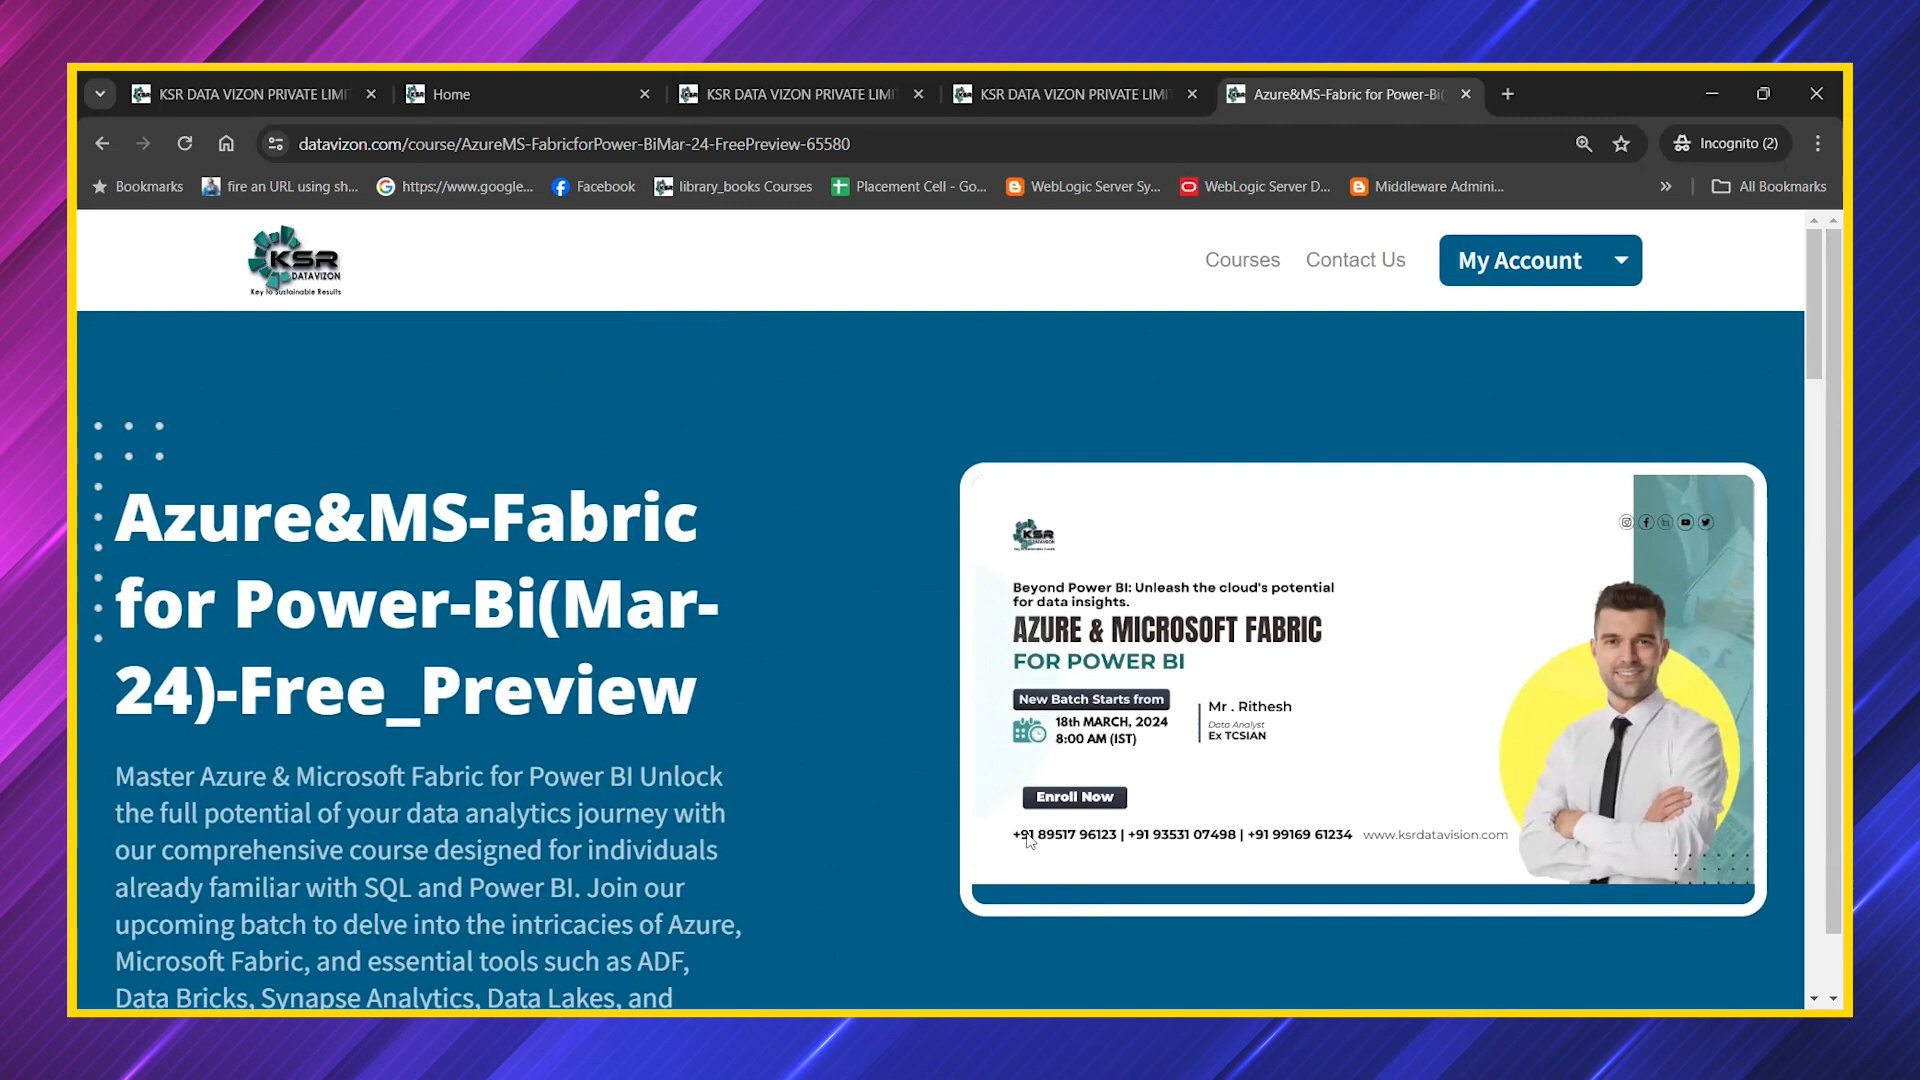 KSR DATA VIZON PRIVATE LIMI
Home
KSR DATA VIZON PRIVATE LIMI
KSR DATA VIZON PRIVATE LIMI
Azure&MS-Fabric for Power-Bi(
datavizon.com/course/AzureMS-FabricforPower-BiMar-24-FreePreview-65580
Incognito (2)
Bookmarks
fire an URL using sh...
https://www.google...
Facebook
library_books Courses
Placement Cell - Go...
WebLogic Server Sy...
WebLogic Server D...
Middleware Admini...
All Bookmarks
KSR
DATAVIZON
Key to Sustainable Results
Courses
Contact Us
My Account
Azure&MS-Fabric
for Power-Bi(Mar-
24)-Free_Preview
Master Azure & Microsoft Fabric for Power BI Unlock
the full potential of your data analytics journey with
our comprehensive course designed for individuals
already familiar with SQL and Power BI. Join our
upcoming batch to delve into the intricacies of Azure,
Microsoft Fabric, and essential tools such as ADF,
Data Bricks, Synapse Analytics, Data Lakes, and
KSR
Beyond Power BI: Unleash the cloud's potential
for data insights.
AZURE & MICROSOFT FABRIC
FOR POWER BI
New Batch Starts from
18th MARCH, 2024
8:00 AM (IST)
Mr . Rithesh
Data Analyst
Ex TCSIAN
Enroll Now
+91 89517 96123 | +91 93531 07498 | +91 99169 61234
www.ksrdatavision.com